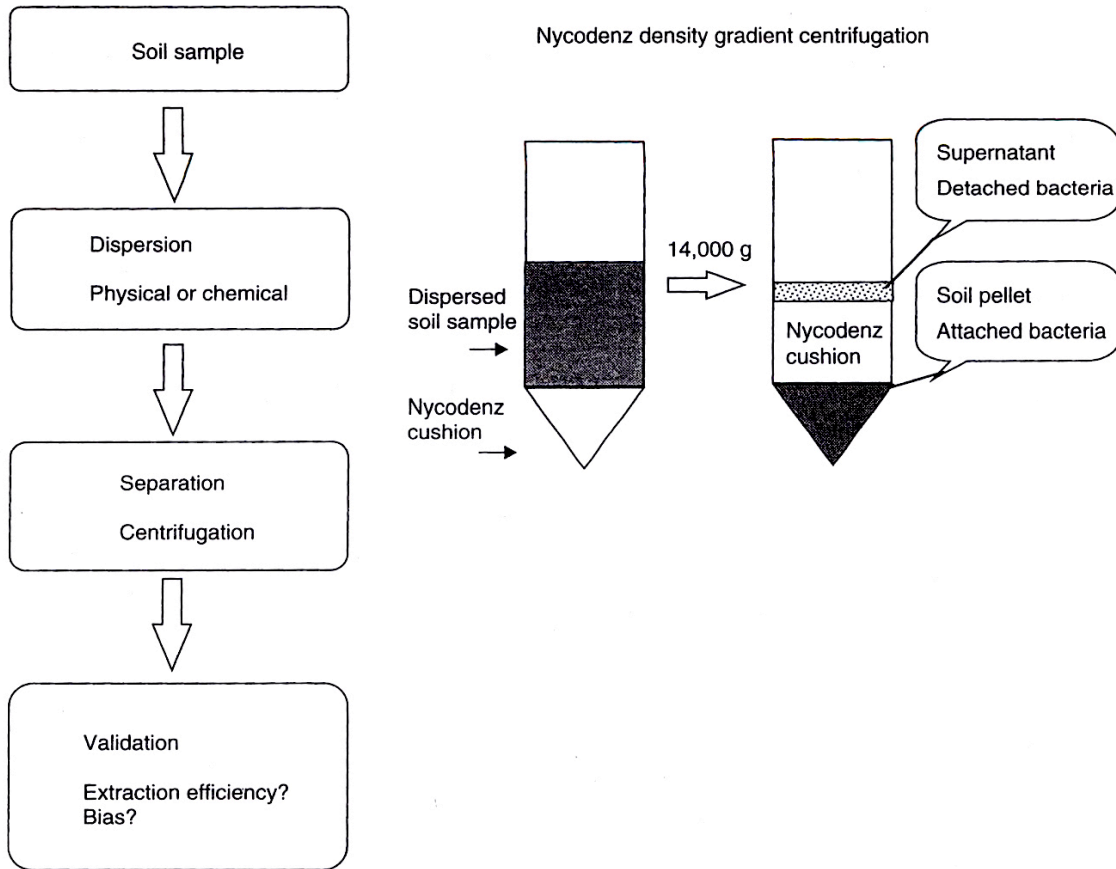 Soil sample
Dispersion
Physical or chemical
Separation
Centrifugation
Validation
Extraction efficiency?
Bias?
Nycodenz density gradient centrifugation
Dispersed
soil sample
Nycodenz
cushion
14,000 g
Nycodenz
cushion
Supernatant
Detached bacteria
Soil pellet
Attached bacteria